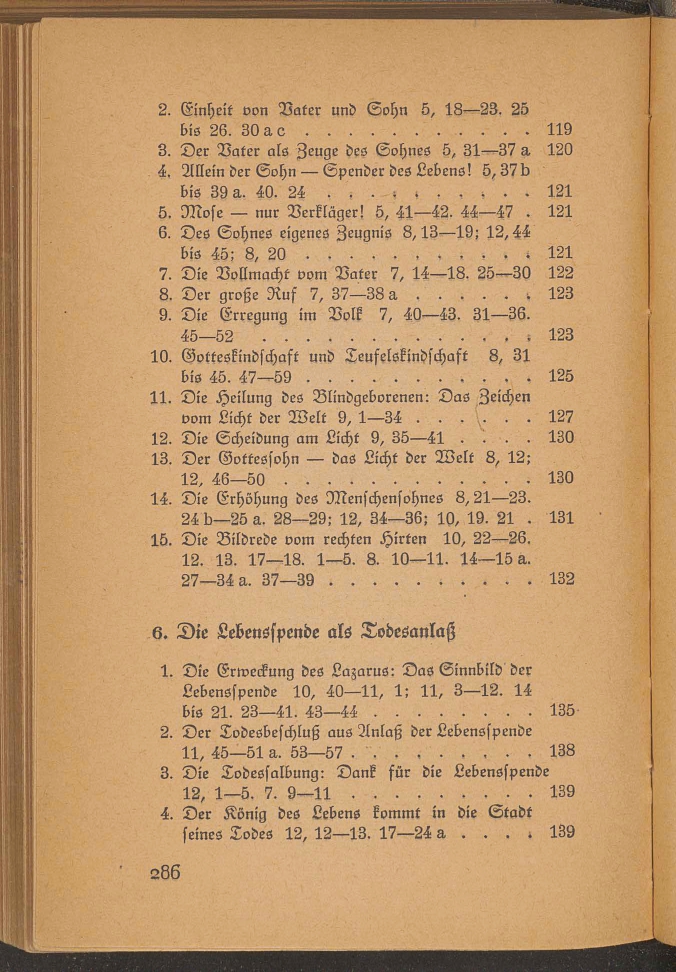 2. Einheit von Vater und Sohn 5, 18—23. 25
bis 26. 30 a c . . . . . . . . . . . . 119
3. Der Vater als Zeuge des Sohnes 5, 31—37 a 120
4. Allein der Sohn — Spender des Lebens! 5, 37 b
bis 39 a. 40. 24 . . . . . . . . . . 121
5. Mose — nur Verkläger! 5, 41—42. 44—47 . 121
6. Des Sohnes eigenes Zeugnis 8, 13—19; 12, 44
bis 45; 8, 20 . . . . . . . . . . . 121
7. Die Vollmacht vom Vater 7, 14—18. 25—30 122
8. Der große Ruf 7, 37—38 a . . . . . . 123
9. Die Erregung im Volk 7, 40—43. 31—36.
45—52 . . . . . . . . . . . . 123
10. Gotteskindschaft und Teufelskindschaft 8, 31
bis 45. 47—59 . . . . . . . . . . . 125
11. Die Heilung des Blindgeborenen: Das Zeichen
vom Licht der Welt 9, 1—34 . . . . . . 127
12. Die Scheidung am Licht 9, 35—41 . . . . 130
13. Der Gottessohn — das Licht der Welt 8, 12;
12, 46—50 . . . . . . . . . . . . 130
14. Die Erhöhung des Menschensohnes 8, 21—23.
24 b—25 a. 28—29; 12, 34—36; 10, 19. 21 . 131
15. Die Bildrede vom rechten Hirten 10, 22—26.
12. 13. 17—18. 1—5. 8. 10—11. 14—15 a.
27—34 a. 37—39 . . . . . . . . . . 132
6. Die Lebensspende als Todesanlaß
1. Die Erweckung des Lazarus: Das Sinnbild der
Lebensspende 10, 40—11, 1; 11, 3—12. 14
bis 21. 23—41. 43—44 . . . . . . . . 135
2. Der Todesbeschluß aus Anlaß der Lebensspende
11, 45—51 a. 53—57 . . . . . . . . . 138
3. Die Todessalbung: Dank für die Lebensspende
12, 1—5. 7. 9—11 . . . . . . . . . 139
4. Der König des Lebens kommt in die Stadt
seines Todes 12, 12—13. 17—24 a . . . . 139
286